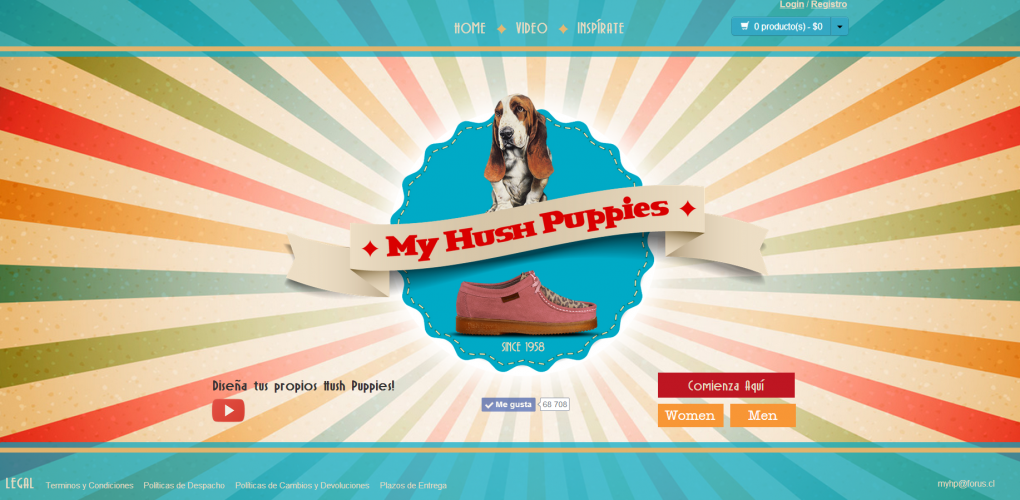 Login / Registro
HOME VIDEO INSPÍRATE
0 producto(s) - $0
My Hush Puppies
SINCE 1958
Diseña tus propios Hush Puppies!
Me gusta 68 708
Comienza Aquí
Women Men
LEGAL Terminos y Condiciones Políticas de Despacho Políticas de Cambios y Devoluciones Plazos de Entrega
myhp@forus.cl